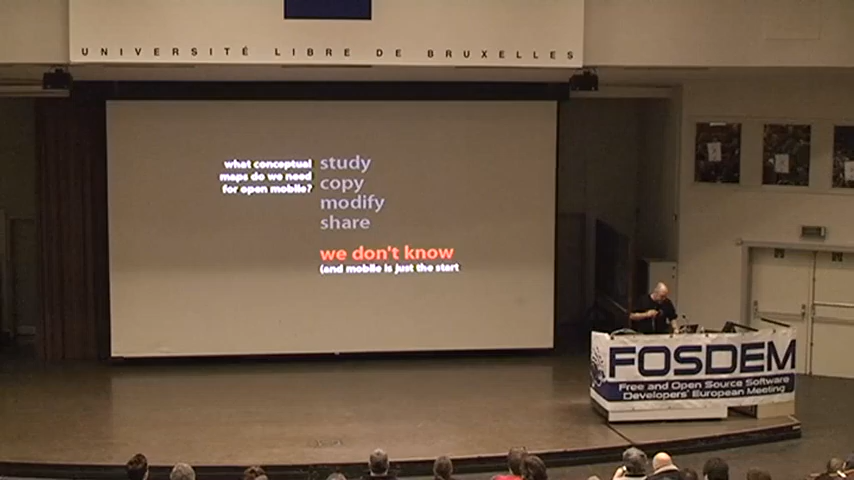 UNIVERSITÉ LIBRE DE BRUXELLES
what conceptual
maps do we need
for open mobile?
study
copy
modify
share
we don't know
(and mobile is just the start
FOSDEM
Free and Open Source Software
Developers' European Meeting